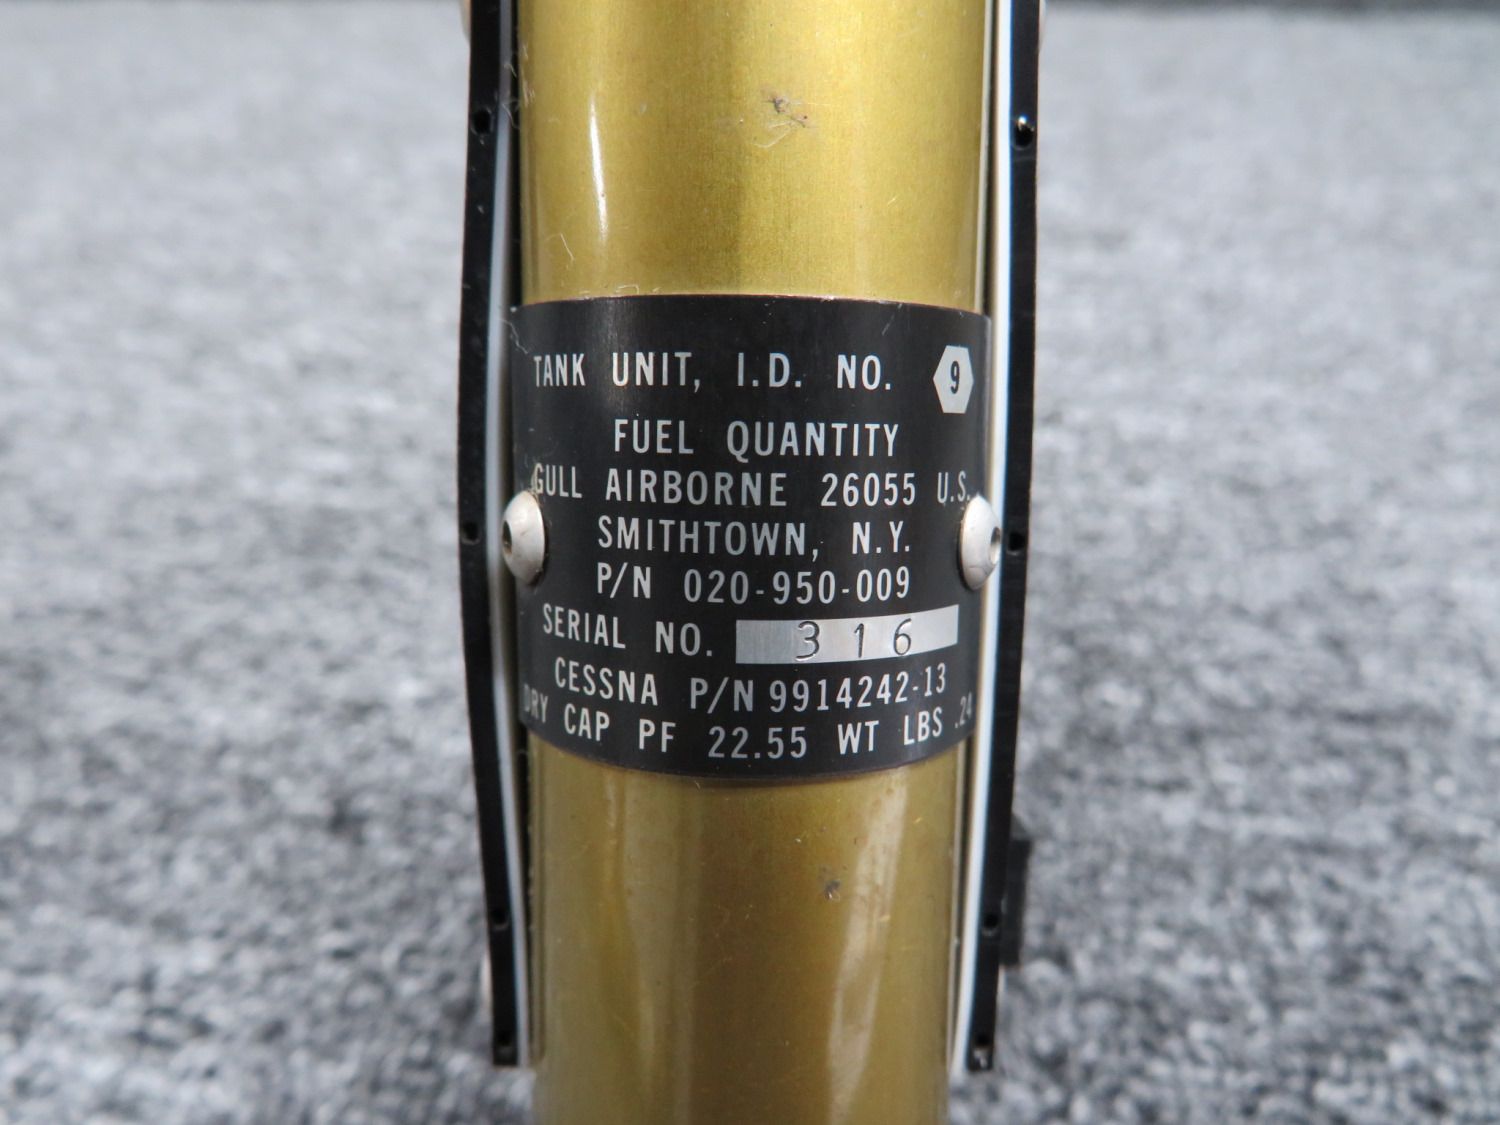 TANK UNIT, I.D. NO. 9
FUEL QUANTITY
GULL AIRBORNE 26055 U.S.
SMITHTOWN, N.Y.
P/N 020-950-009
SERIAL NO. 316
CESSNA P/N 9914242-13
DRY CAP PF 22.55 WT LBS .24